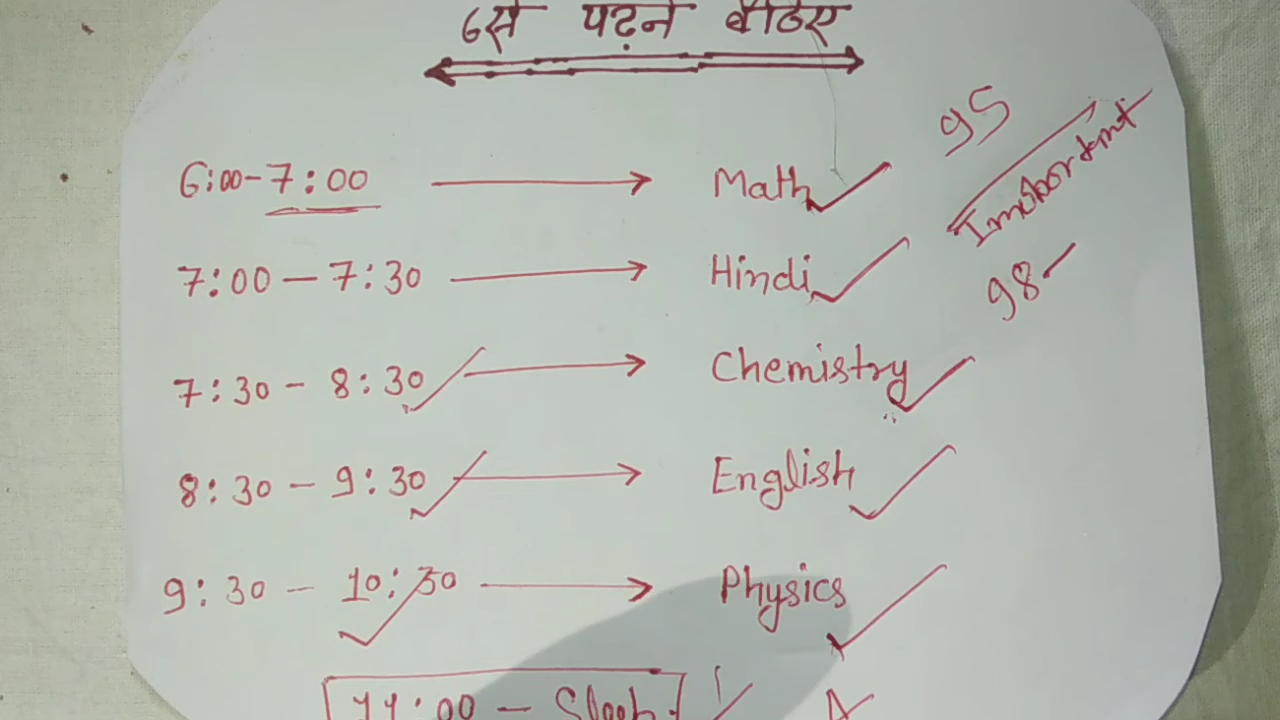 6से पढ़ने बैठिए
6:00-7:00 → Math 95
Important
7:00 – 7:30 → Hindi 98
7:30 - 8:30 → Chemistry
8:30 - 9:30 → English
9:30 - 10:30 → Physics
11:00 – Sleep